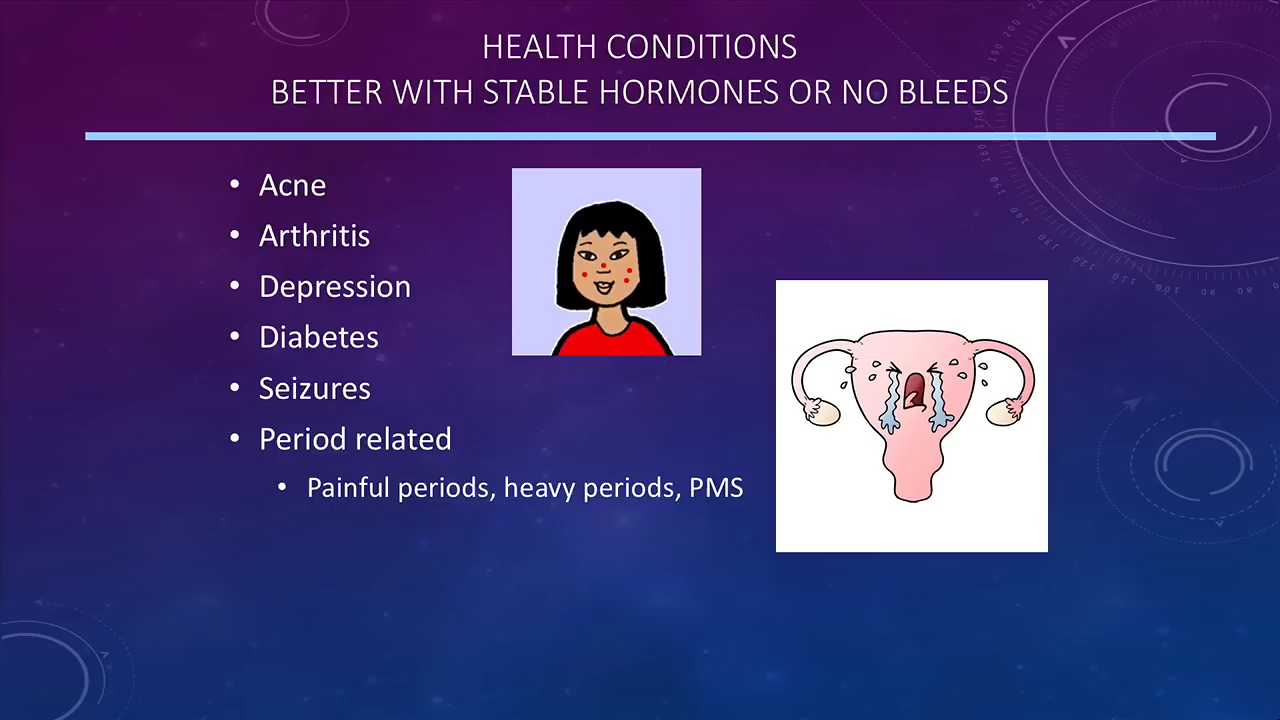 HEALTH CONDITIONS
BETTER WITH STABLE HORMONES OR NO BLEEDS
• Acne
• Arthritis
• Depression
• Diabetes
• Seizures
• Period related
• Painful periods, heavy periods, PMS